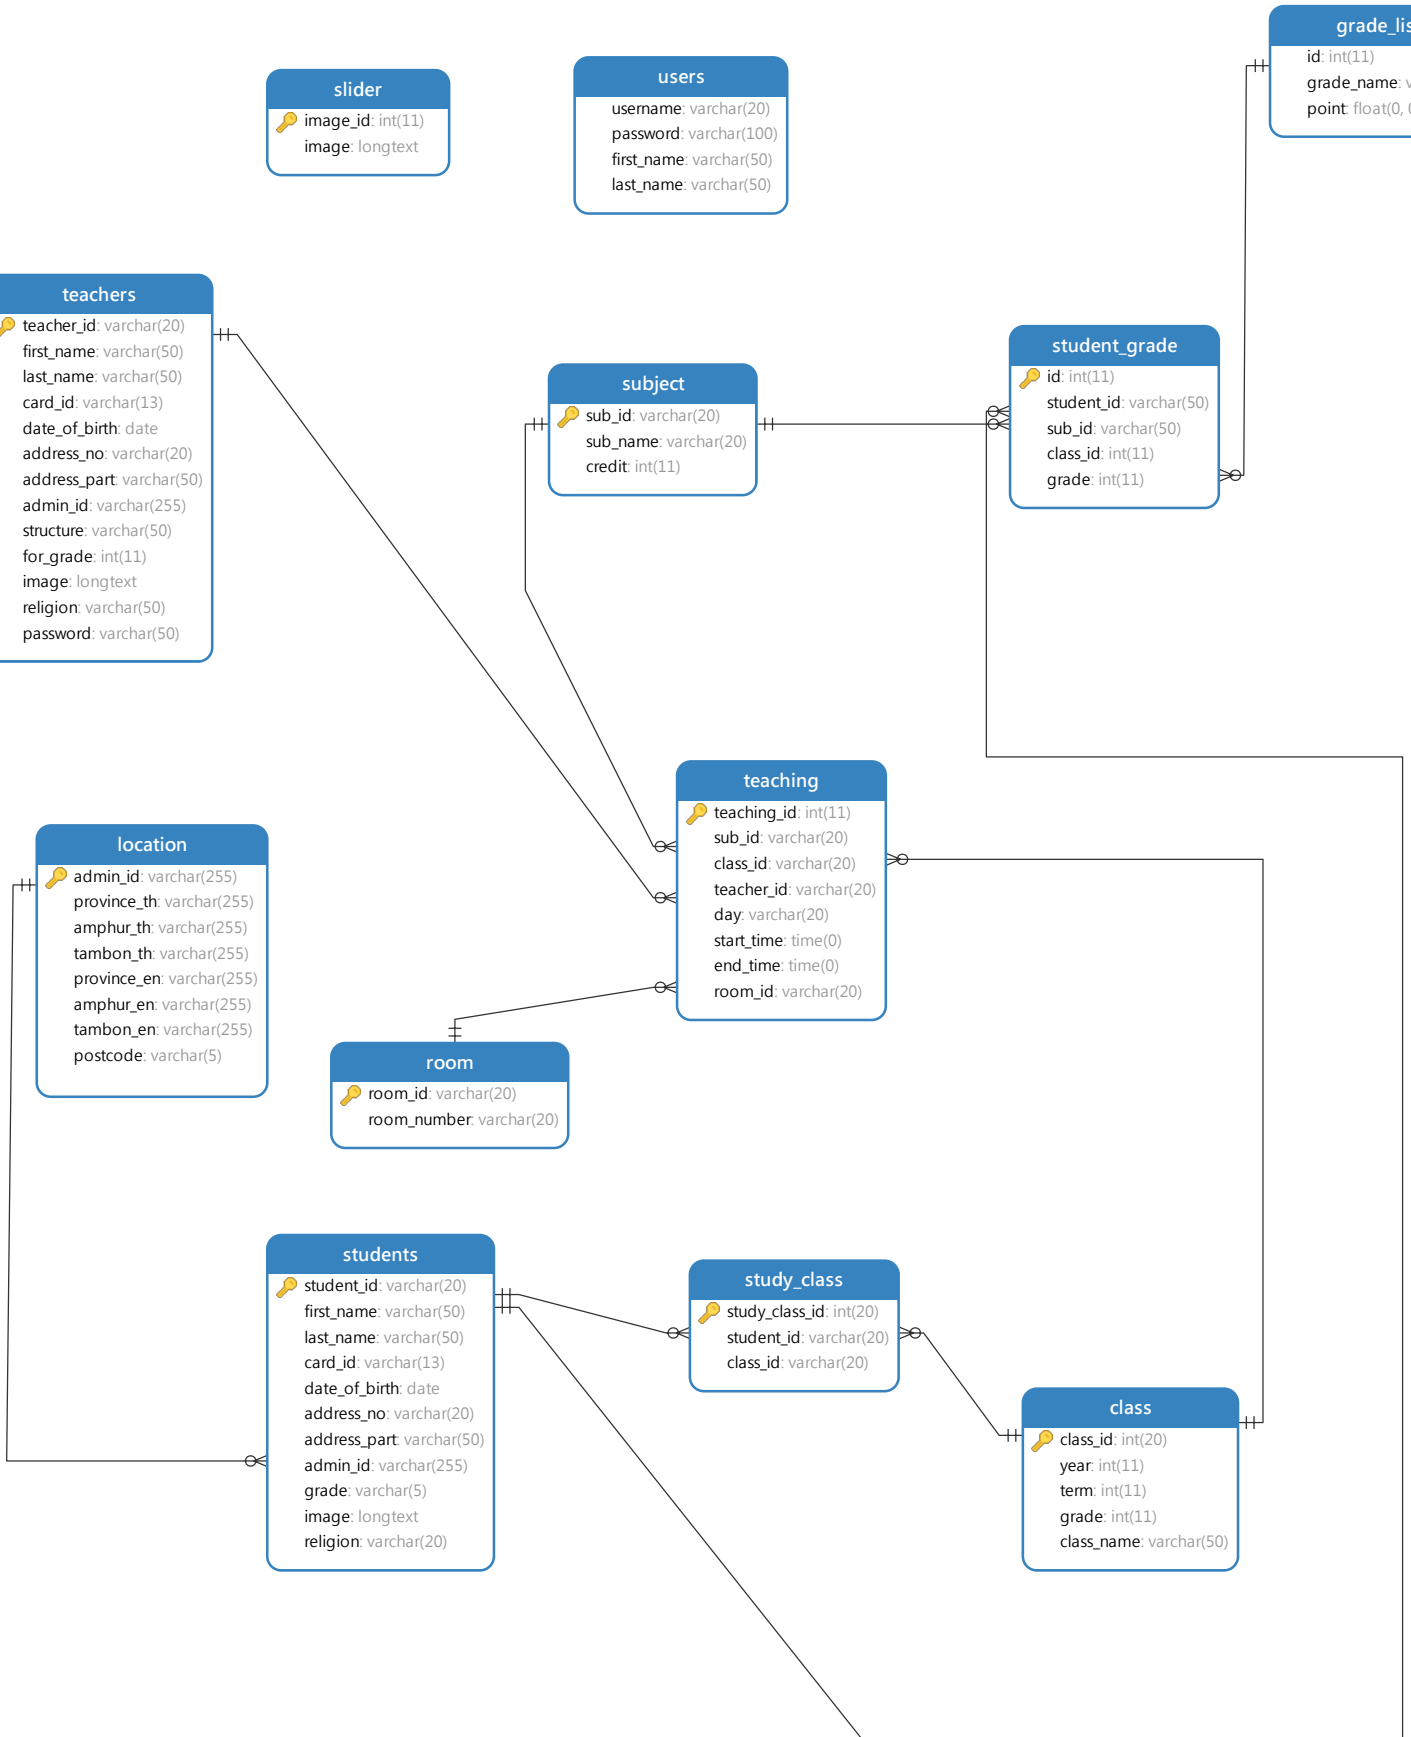 slider
image_id: int(11)
image: longtext
users
username: varchar(20)
password: varchar(100)
first_name: varchar(50)
last_name: varchar(50)
id: int(11)
grade_name:
point: float(0,
teachers
teacher_id: varchar(20)
first_name: varchar(50)
last_name: varchar(50)
card_id: varchar(13)
date_of_birth: date
address_no: varchar(20)
address_part: varchar(50)
admin_id: varchar(255)
structure: varchar(50)
for_grade: int(11)
image: longtext
religion: varchar(50)
password: varchar(50)
subject
sub_id: varchar(20)
sub_name: varchar(20)
credit: int(11)
student_grade
id: int(11)
student_id: varchar(50)
sub_id: varchar(50)
class_id: int(11)
grade: int(11)
teaching
teaching_id: int(11)
sub_id: varchar(20)
class_id: varchar(20)
teacher_id: varchar(20)
day: varchar(20)
start_time: time(0)
end_time: time(0)
room_id: varchar(20)
location
admin_id: varchar(255)
province_th: varchar(255)
amphur_th: varchar(255)
tambon_th: varchar(255)
province_en: varchar(255)
amphur_en: varchar(255)
tambon_en: varchar(255)
postcode: varchar(5)
room
room_id: varchar(20)
room_number: varchar(20)
students
student_id: varchar(20)
first_name: varchar(50)
last_name: varchar(50)
card_id: varchar(13)
date_of_birth: date
address_no: varchar(20)
address_part: varchar(50)
admin_id: varchar(255)
grade: varchar(5)
image: longtext
religion: varchar(20)
study_class
study_class_id: int(20)
student_id: varchar(20)
class_id: varchar(20)
class
class_id: int(20)
year: int(11)
term: int(11)
grade: int(11)
class_name: varchar(50)